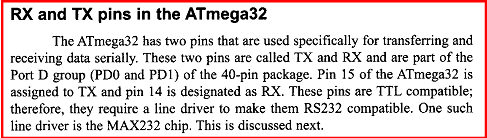 RX and TX pins in the ATmega32
The ATmega32 has two pins that are used specifically for transferring and
receiving data serially. These two pins are called TX and RX and are part of the
Port D group (PD0 and PD1) of the 40-pin package. Pin 15 of the ATmega32 is
assigned to TX and pin 14 is designated as RX. These pins are TTL compatible;
therefore, they require a line driver to make them RS232 compatible. One such
line driver is the MAX232 chip. This is discussed next.